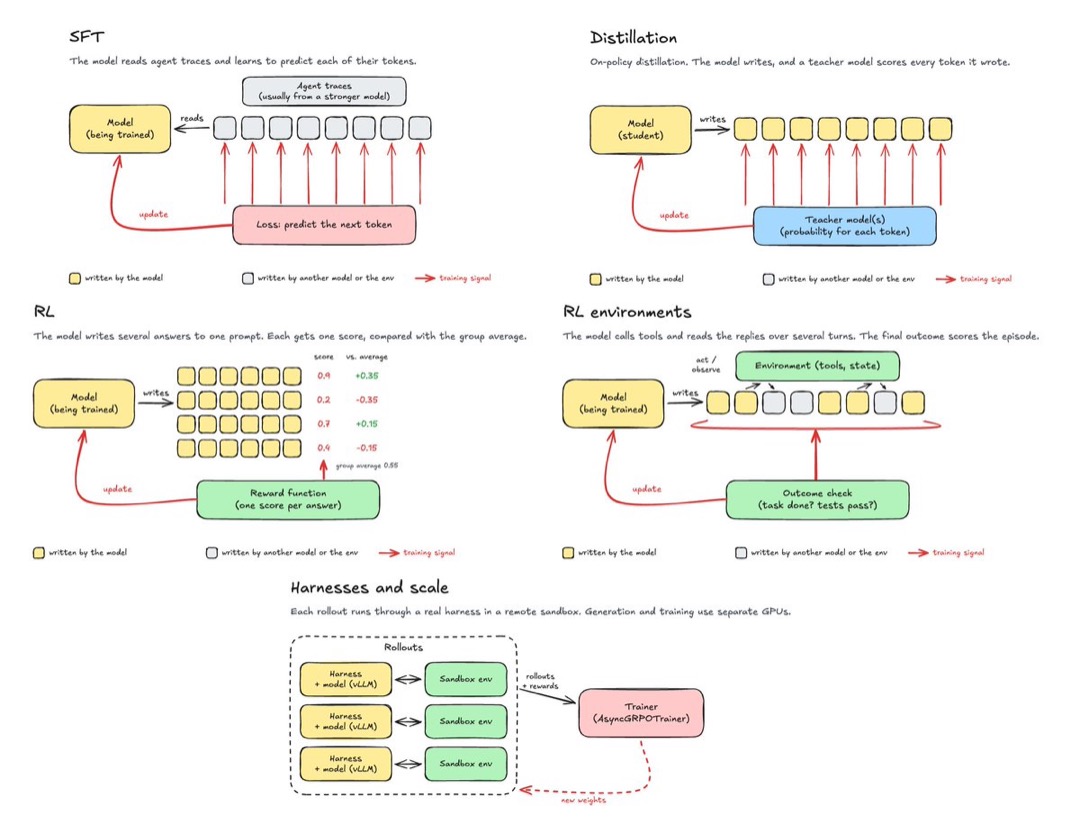 SFT
The model reads agent traces and learns to predict each of their tokens.
Agent traces
(usually from a stronger model)
Model
(being trained)
reads
update
Loss: predict the next token
written by the model
written by another model or the env
training signal
Distillation
On-policy distillation. The model writes, and a teacher model scores every token it wrote.
Model
(student)
writes
update
Teacher model(s)
(probability for each token)
written by the model
written by another model or the env
training signal
RL
The model writes several answers to one prompt. Each gets one score, compared with the group average.
score
vs. average
Model
(being trained)
writes
0.9
+0.35
0.2
-0.35
0.7
+0.15
0.4
-0.15
group average 0.55
update
Reward function
(one score per answer)
written by the model
written by another model or the env
training signal
RL environments
The model calls tools and reads the replies over several turns. The final outcome scores the episode.
act /
observe
Environment (tools, state)
Model
(being trained)
writes
update
Outcome check
(task done? tests pass?)
written by the model
written by another model or the env
training signal
Harnesses and scale
Each rollout runs through a real harness in a remote sandbox. Generation and training use separate GPUs.
Rollouts
Harness
+ model (vLLM)
Sandbox env
Harness
+ model (vLLM)
Sandbox env
Harness
+ model (vLLM)
Sandbox env
rollouts
+ rewards
Trainer
(AsyncGRPOTrainer)
new weights